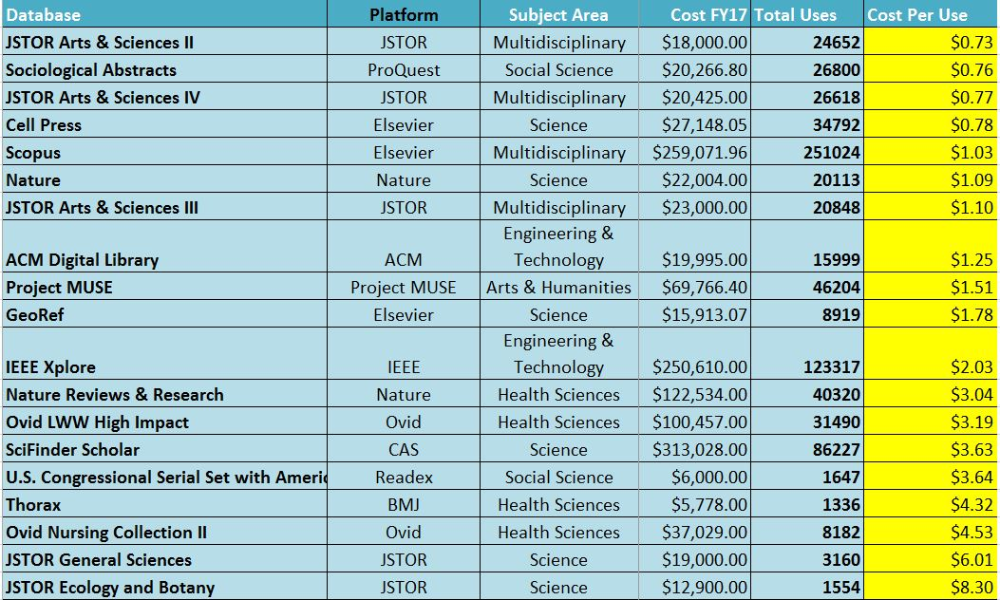 Database Platform Subject Area Cost FY17 Total Uses Cost Per Use
JSTOR Arts & Sciences II JSTOR Multidisciplinary $18,000.00 24652 $0.73
Sociological Abstracts ProQuest Social Science $20,266.80 26800 $0.76
JSTOR Arts & Sciences IV JSTOR Multidisciplinary $20,425.00 26618 $0.77
Cell Press Elsevier Science $27,148.05 34792 $0.78
Scopus Elsevier Multidisciplinary $259,071.96 251024 $1.03
Nature Nature Science $22,004.00 20113 $1.09
JSTOR Arts & Sciences III JSTOR Multidisciplinary $23,000.00 20848 $1.10
Engineering &
ACM Digital Library ACM Technology $19,995.00 15999 $1.25
Project MUSE Project MUSE Arts & Humanities $69,766.40 46204 $1.51
GeoRef Elsevier Science $15,913.07 8919 $1.78
Engineering &
IEEE Xplore IEEE Technology $250,610.00 123317 $2.03
Nature Reviews & Research Nature Health Sciences $122,534.00 40320 $3.04
Ovid LWW High Impact Ovid Health Sciences $100,457.00 31490 $3.19
SciFinder Scholar CAS Science $313,028.00 86227 $3.63
U.S. Congressional Serial Set with Americ Readex Social Science $6,000.00 1647 $3.64
Thorax BMJ Health Sciences $5,778.00 1336 $4.32
Ovid Nursing Collection II Ovid Health Sciences $37,029.00 8182 $4.53
JSTOR General Sciences JSTOR Science $19,000.00 3160 $6.01
JSTOR Ecology and Botany JSTOR Science $12,900.00 1554 $8.30